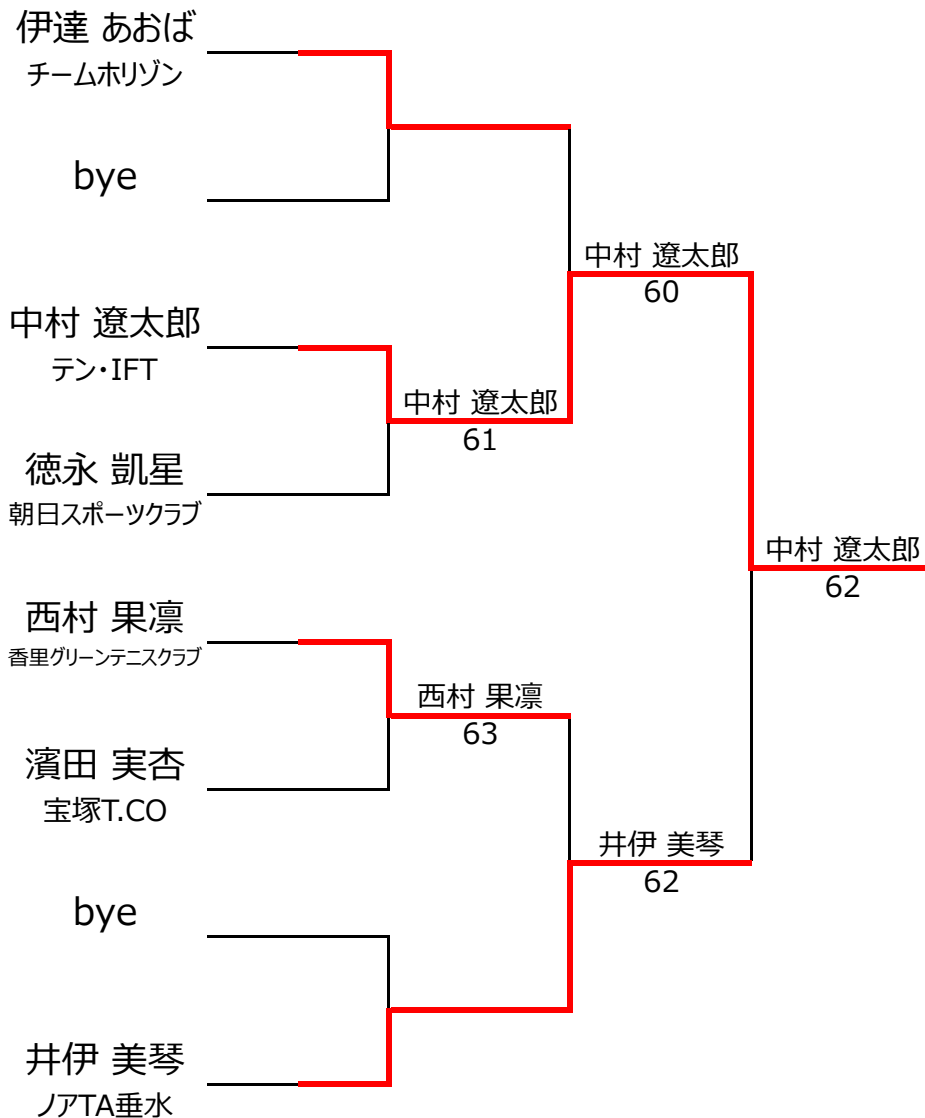 伊達 あおば
チームホリゾン
bye
中村 遼太郎
60
中村 遼太郎
テン・IFT
中村 遼太郎
61
徳永 凱星
朝日スポーツクラブ
中村 遼太郎
62
西村 果凛
香里グリーンテニスクラブ
西村 果凛
63
濱田 実杏
宝塚T.CO
井伊 美琴
62
bye
井伊 美琴
ノアTA垂水